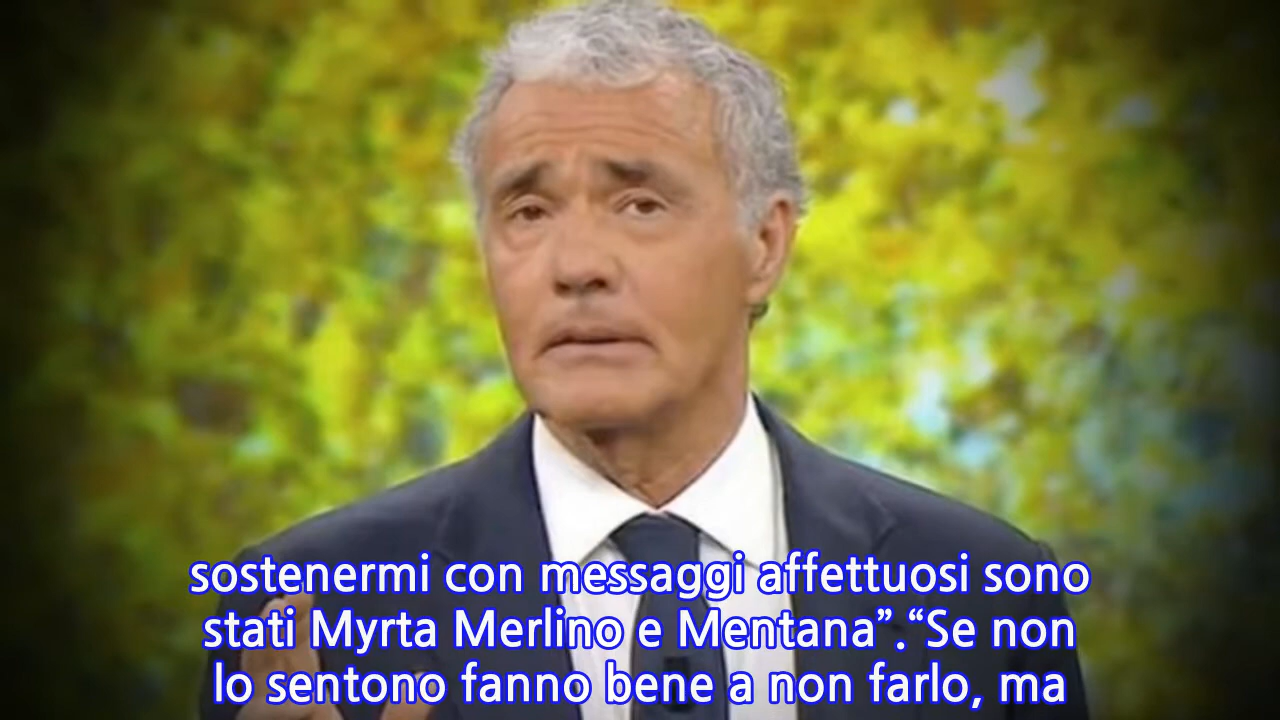 sostenermi con messaggi affettuosi sono
stati Myrta Merlino e Mentana”.“Se non
lo sentono fanno bene a non farlo, ma